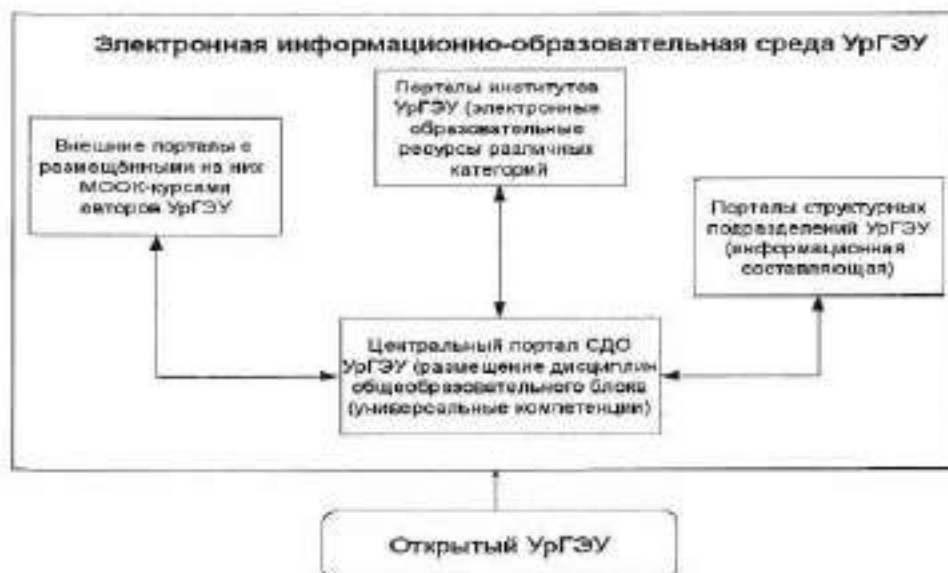 Электронная информационно-образовательная среда УрГЭУ
Порталы институтов
УрГЭУ (электронные
образовательные
ресурсы различных
категорий
Внешние порталы с
размещёнными на них
МООК-курсами
авторов УрГЭУ
Порталы структурных
подразделений УрГЭУ
(информационная
составляющая)
Центральный портал СДО
УрГЭУ (размещение дисциплин
общеобразовательного блока
(универсальные компетенции)
Открытый УрГЭУ